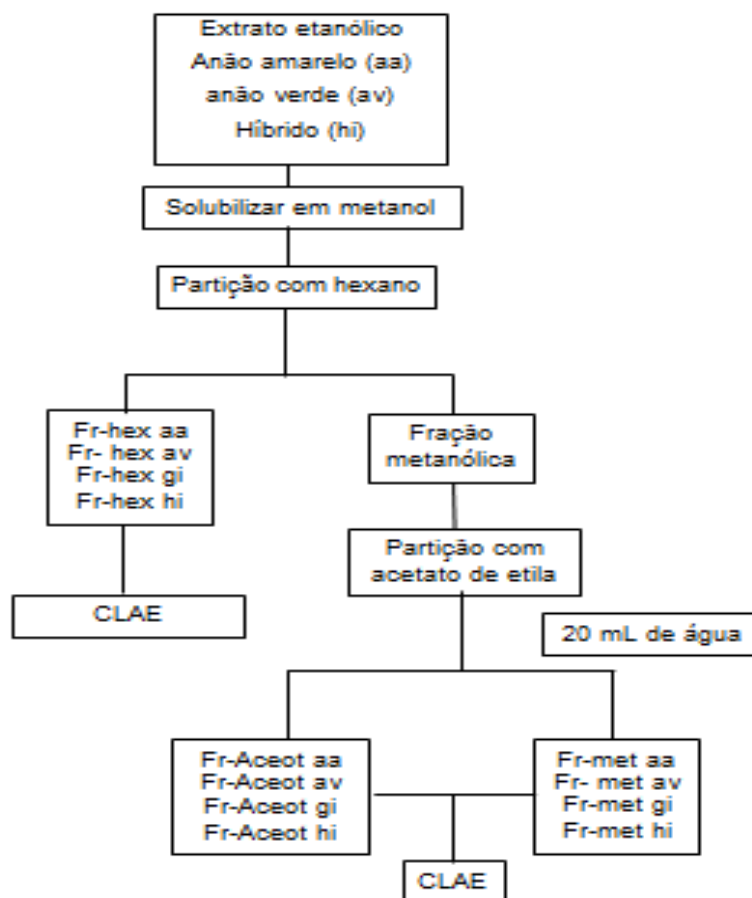 Extrato etanólico
Anão amarelo (aa)
anão verde (av)
Híbrido (hi)
Solubilizar em metanol
Partição com hexano
Fr-hex aa
Fr- hex av
Fr-hex gi
Fr-hex hi
Fração
metanólica
Partição com
acetato de etila
CLAE
20 mL de água
Fr-Aceot aa
Fr-Aceot av
Fr-Aceot gi
Fr-Aceot hi
Fr-met aa
Fr- met av
Fr-met gi
Fr-met hi
CLAE